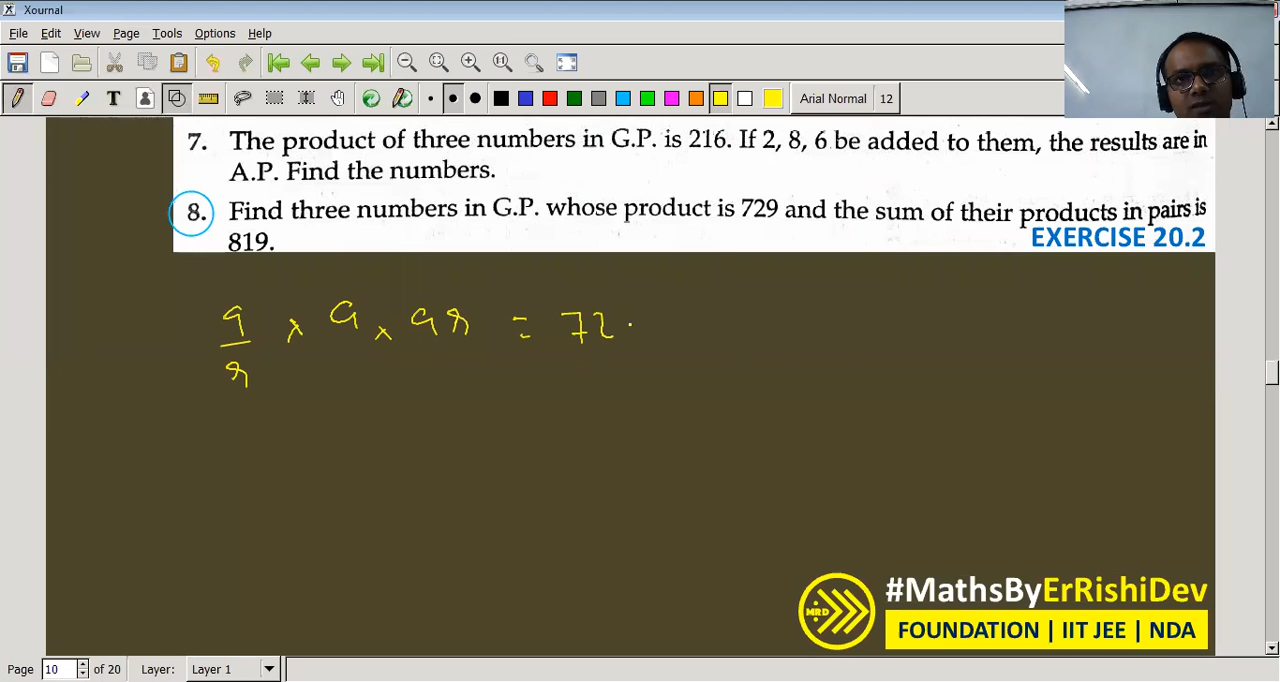 Xournal
File Edit View Page Tools Options Help
Arial Normal 12
7. The product of three numbers in G.P. is 216. If 2, 8, 6 be added to them, the results are in
A.P. Find the numbers.
8. Find three numbers in G.P. whose product is 729 and the sum of their products in pairs is
819.
EXERCISE 20.2
a/r × a × ar = 72
MRD
#MathsByErRishiDev
FOUNDATION | IIT JEE | NDA
Page 10 of 20 Layer: Layer 1